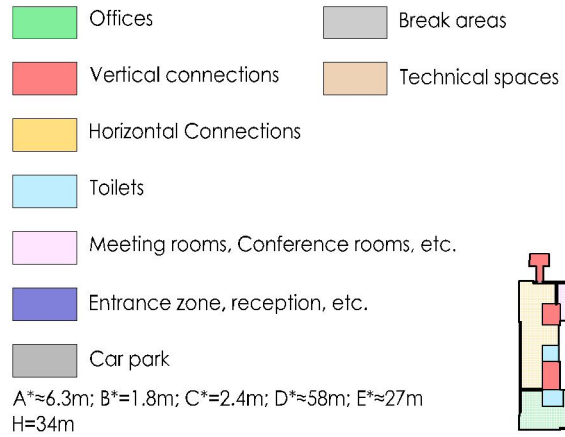 Offices
Break areas
Vertical connections
Technical spaces
Horizontal Connections
Toilets
Meeting rooms, Conference rooms, etc.
Entrance zone, reception, etc.
Car park
A*≈6.3m; B*=1.8m; C*=2.4m; D*≈58m; E*≈27m
H=34m